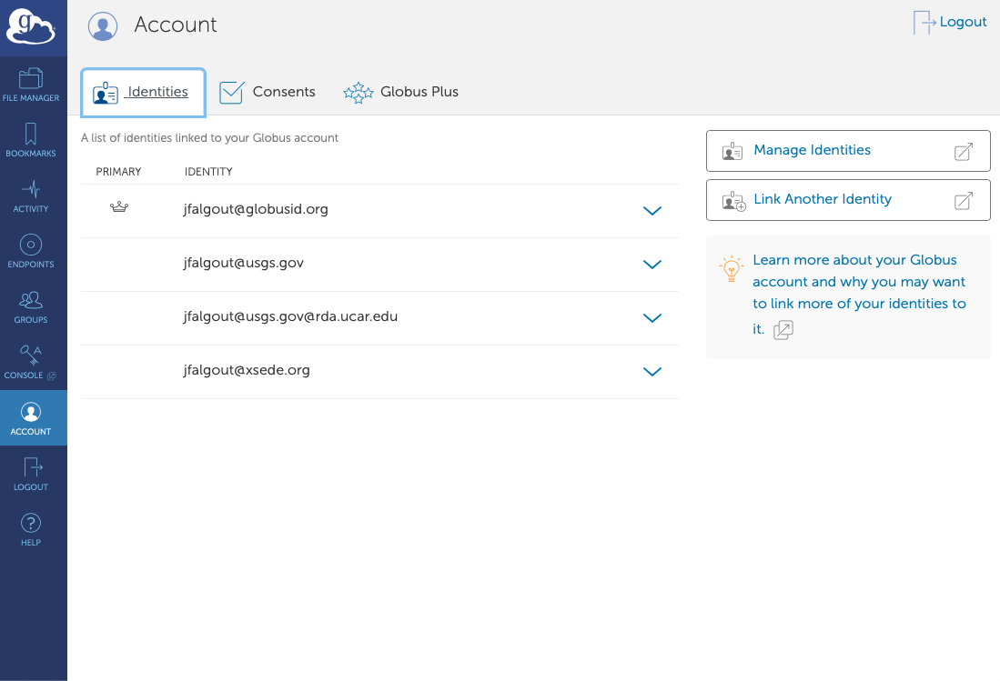 g
FILE MANAGER
BOOKMARKS
ACTIVITY
ENDPOINTS
GROUPS
CONSOLE
ACCOUNT
LOGOUT
?
HELP
Account
Logout
Identities
Consents
Globus Plus
A list of identities linked to your Globus account
PRIMARY IDENTITY
jfalgout@globusid.org
jfalgout@usgs.gov
jfalgout@usgs.gov@rda.ucar.edu
jfalgout@xsede.org
Manage Identities
Link Another Identity
Learn more about your Globus
account and why you may want
to link more of your identities to
it.